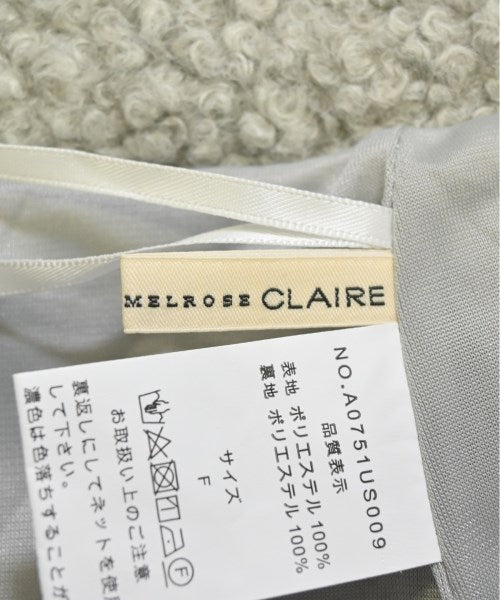 MELROSE CLAIRE
NO.A0751US009
品質表示
表地 ポリエステル 100%
裏地 ポリエステル 100%
サイズ
F
F
お取扱い上のご注意
裏返しにしてネットを使用
して下さい。
濃色は色落ちすることが